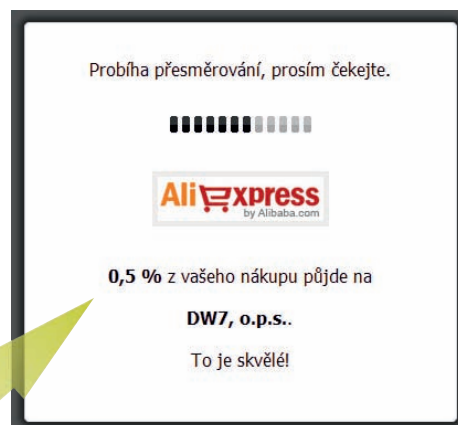 Probíha přesměrování, prosím čekejte.
AliExpress
by Alibaba.com
0,5 % z vašeho nákupu půjde na
DW7, o.p.s..
To je skvělé!